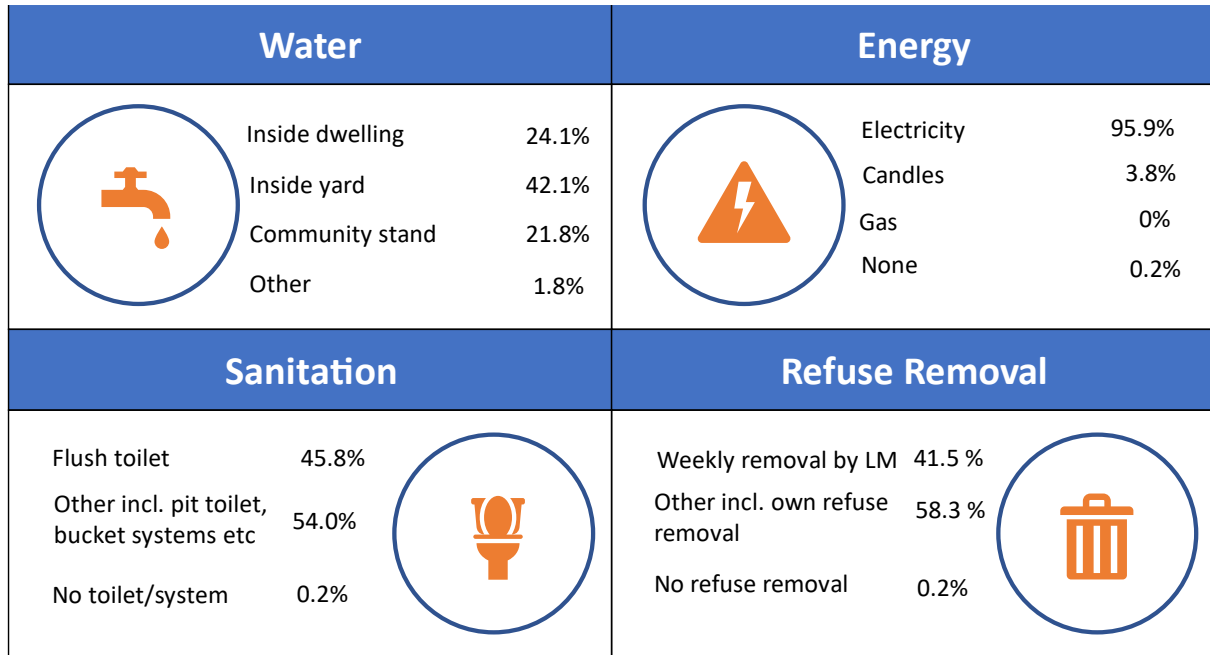 Water
Inside dwelling 24.1%
Inside yard 42.1%
Community stand 21.8%
Other 1.8%
Energy
Electricity 95.9%
Candles 3.8%
Gas 0%
None 0.2%
Sanitation
Flush toilet 45.8%
Other incl. pit toilet,
bucket systems etc 54.0%
No toilet/system 0.2%
Refuse Removal
Weekly removal by LM 41.5 %
Other incl. own refuse
removal 58.3 %
No refuse removal 0.2%